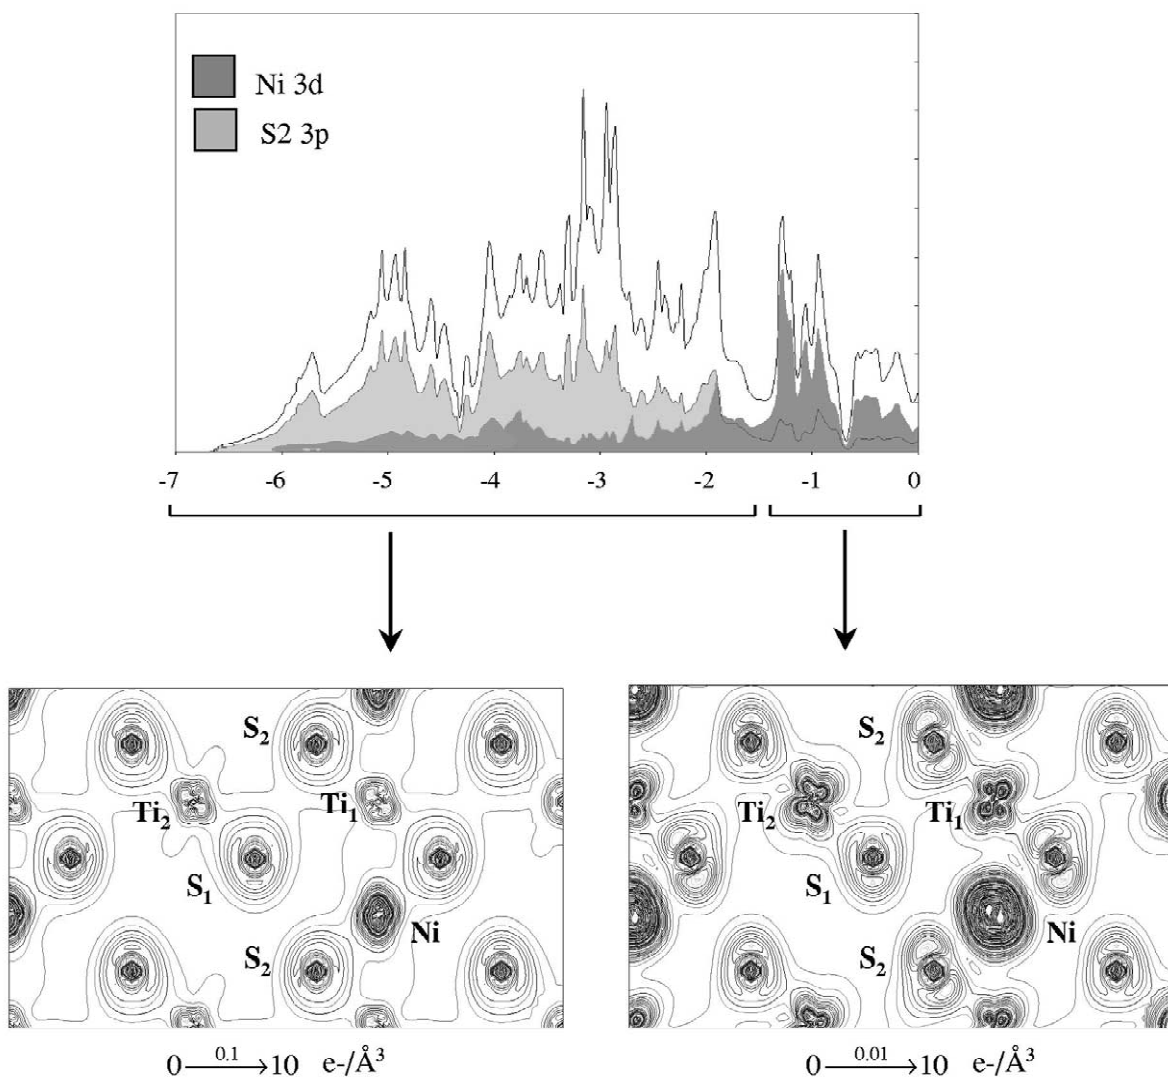 Ni 3d
S2 3p
-7 -6 -5 -4 -3 -2 -1 0
S₂ S₂
Ti₂ Ti₁ Ti₂ Ti₁
S₁ S₁
Ni Ni
S₂ S₂
0 0.1 10 e-/Å³ 0 0.01 10 e-/Å³